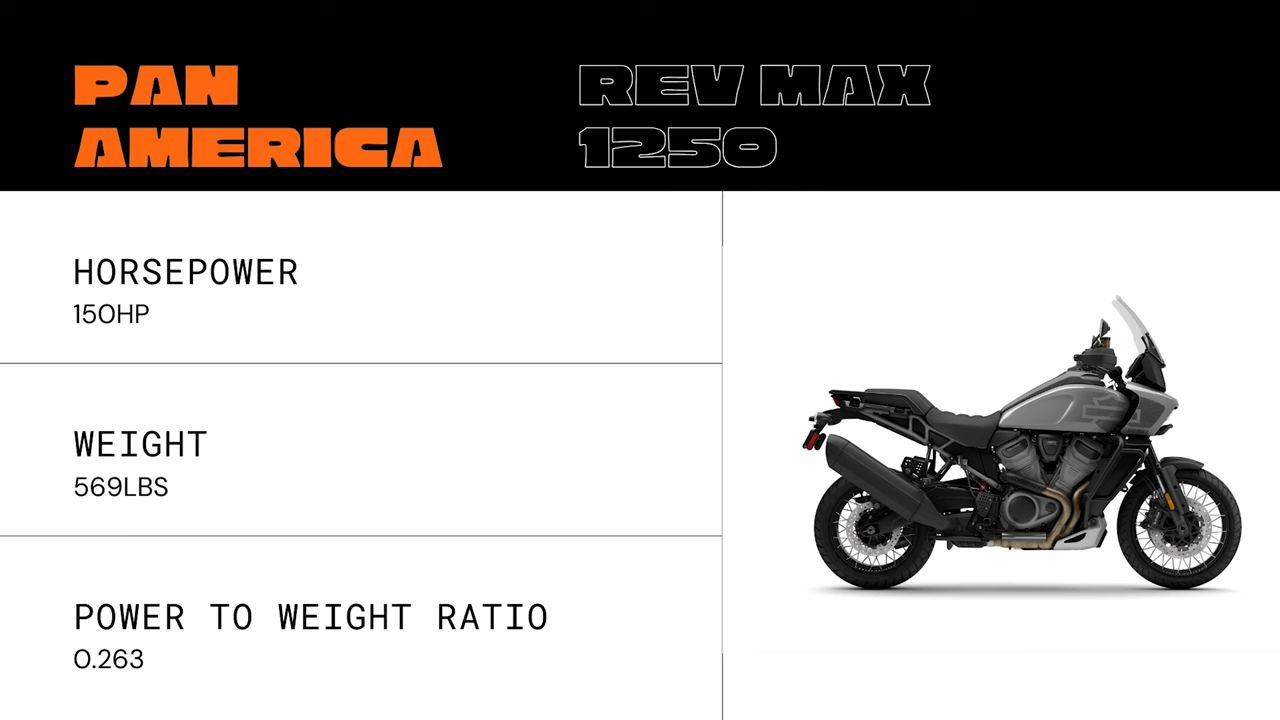 PAN
AMERICA
REV MAX
1250
HORSEPOWER
150HP
WEIGHT
569LBS
POWER TO WEIGHT RATIO
0.263